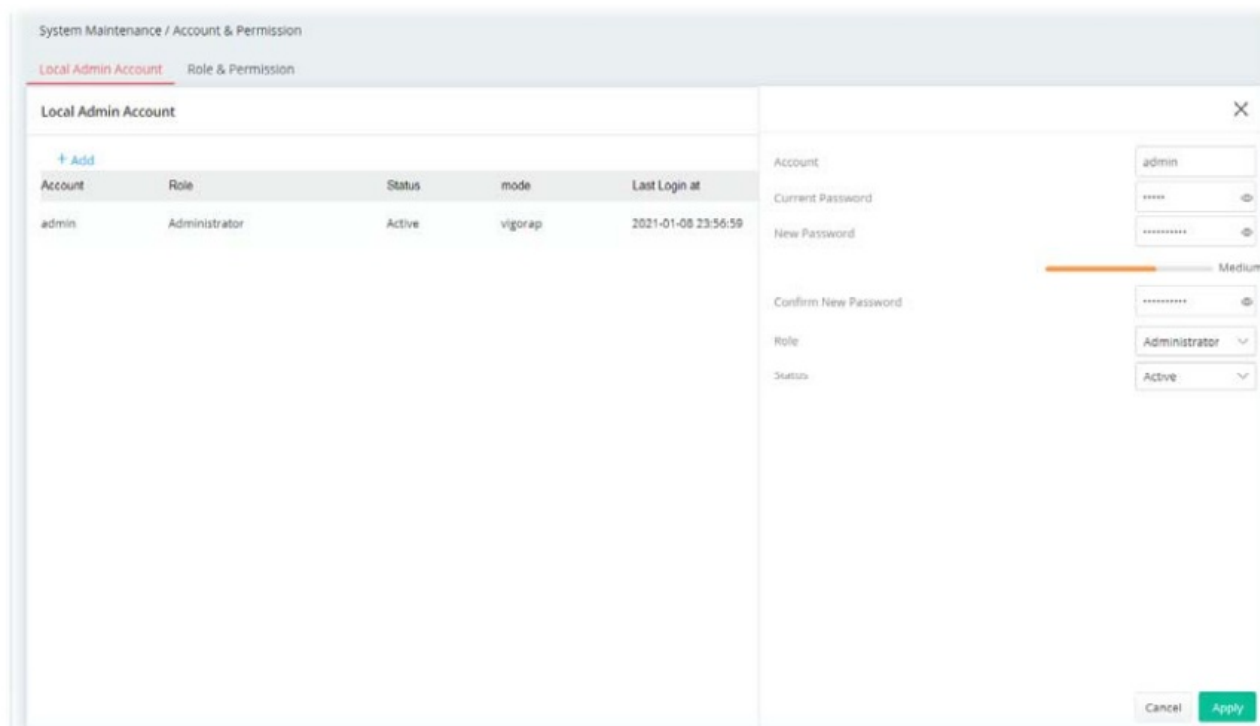 System Maintenance / Account & Permission
Local Admin Account Role & Permission
Local Admin Account
+ Add
Account Role Status mode Last Login at
admin Administrator Active vigorap 2021-01-08 23:56:59
Account admin
Current Password •••••
New Password ••••••••••
Medium
Confirm New Password ••••••••••
Role Administrator
Status Active
Cancel Apply